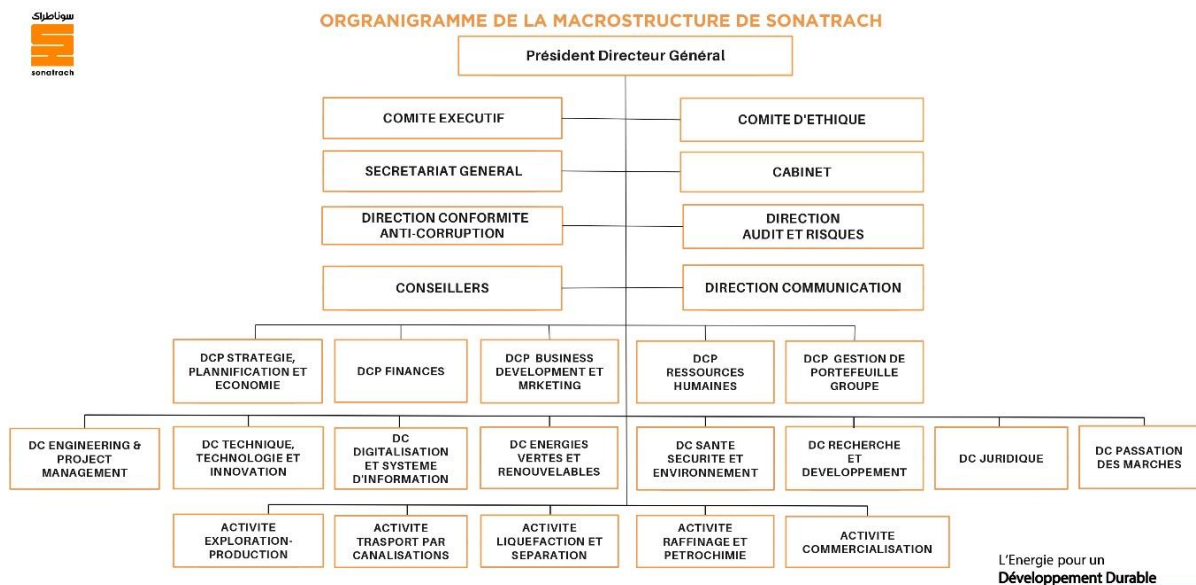 سوناطراك
sonatrach
ORGRANIGRAMME DE LA MACROSTRUCTURE DE SONATRACH
Président Directeur Général
COMITE EXECUTIF
COMITE D'ETHIQUE
SECRETARIAT GENERAL
CABINET
DIRECTION CONFORMITE
ANTI-CORRUPTION
DIRECTION
AUDIT ET RISQUES
CONSEILLERS
DIRECTION COMMUNICATION
DCP STRATEGIE,
PLANNIFICATION ET
ECONOMIE
DCP FINANCES
DCP BUSINESS
DEVELOPMENT ET
MRKETING
DCP
RESSOURCES
HUMAINES
DCP GESTION DE
PORTEFEUILLE
GROUPE
DC ENGINEERING &
PROJECT
MANAGEMENT
DC TECHNIQUE,
TECHNOLOGIE ET
INNOVATION
DC
DIGITALISATION
ET SYSTEME
D'INFORMATION
DC ENERGIES
VERTES ET
RENOUVELABLES
DC SANTE
SECURITE ET
ENVIRONNEMENT
DC RECHERCHE
ET
DEVELOPPEMENT
DC JURIDIQUE
DC PASSATION
DES MARCHES
ACTIVITE
EXPLORATION-
PRODUCTION
ACTIVITE
TRASPORT PAR
CANALISATIONS
ACTIVITE
LIQUEFACTION ET
SEPARATION
ACTIVITE
RAFFINAGE ET
PETROCHIMIE
ACTIVITE
COMMERCIALISATION
L'Energie pour un
Développement Durable